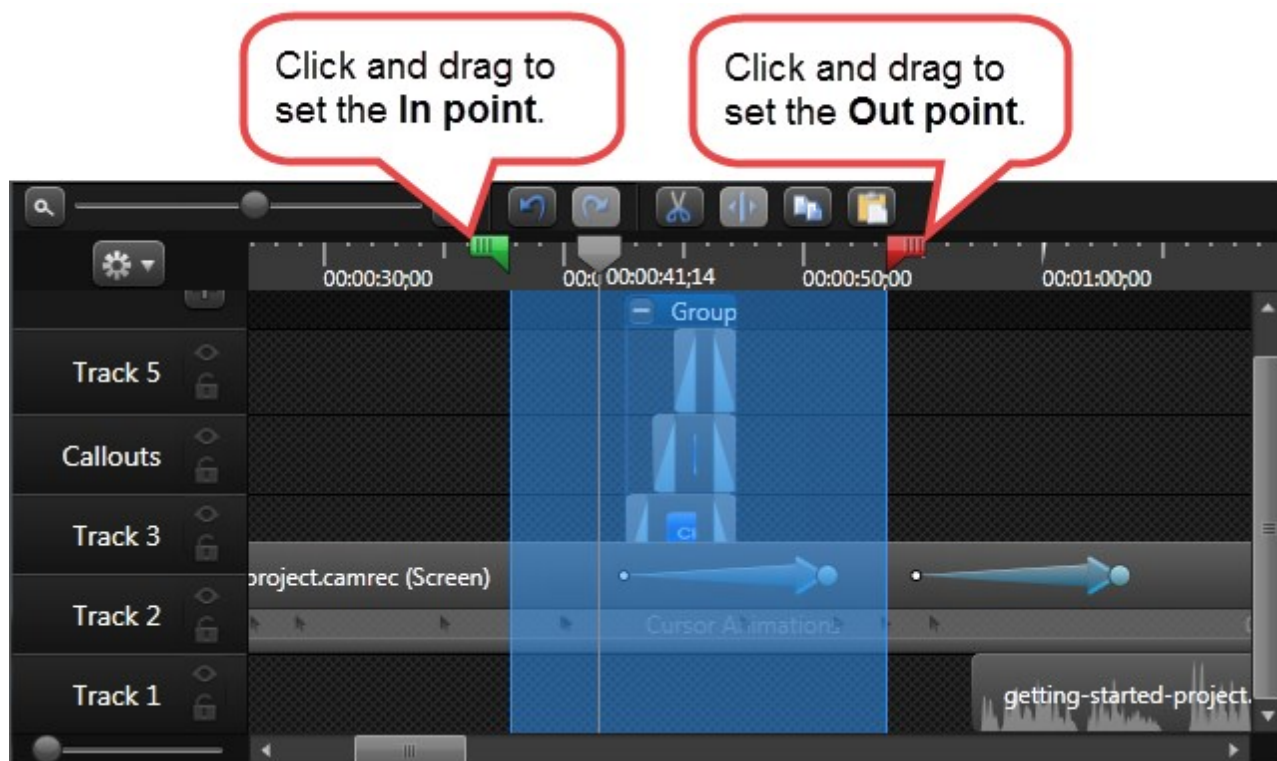 Click and drag to
set the In point.
Click and drag to
set the Out point.
00:00:30;00
00:0
00:00:41;14
00:00:50;00
00:01:00;00
Group
Track 5
Callouts
Track 3
project.camrec (Screen)
Track 2
Cursor Animations
Track 1
getting-started-project.